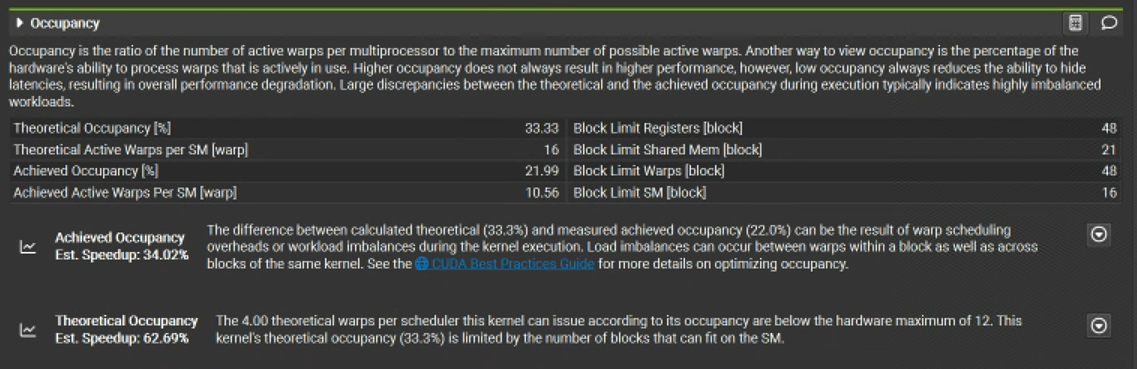 Occupancy
Occupancy is the ratio of the number of active warps per multiprocessor to the maximum number of possible active warps. Another way to view occupancy is the percentage of the
hardware's ability to process warps that is actively in use. Higher occupancy does not always result in higher performance, however, low occupancy always reduces the ability to hide
latencies, resulting in overall performance degradation. Large discrepancies between the theoretical and the achieved occupancy during execution typically indicates highly imbalanced
workloads.
Theoretical Occupancy [%] 33.33 Block Limit Registers [block] 48
Theoretical Active Warps per SM [warp] 16 Block Limit Shared Mem [block] 21
Achieved Occupancy [%] 21.99 Block Limit Warps [block] 48
Achieved Active Warps Per SM [warp] 10.56 Block Limit SM [block] 16
Achieved Occupancy
Est. Speedup: 34.02%
The difference between calculated theoretical (33.3%) and measured achieved occupancy (22.0%) can be the result of warp scheduling
overheads or workload imbalances during the kernel execution. Load imbalances can occur between warps within a block as well as across
blocks of the same kernel. See the CUDA Best Practices Guide for more details on optimizing occupancy.
Theoretical Occupancy
Est. Speedup: 62.69%
The 4.00 theoretical warps per scheduler this kernel can issue according to its occupancy are below the hardware maximum of 12. This
kernel's theoretical occupancy (33.3%) is limited by the number of blocks that can fit on the SM.